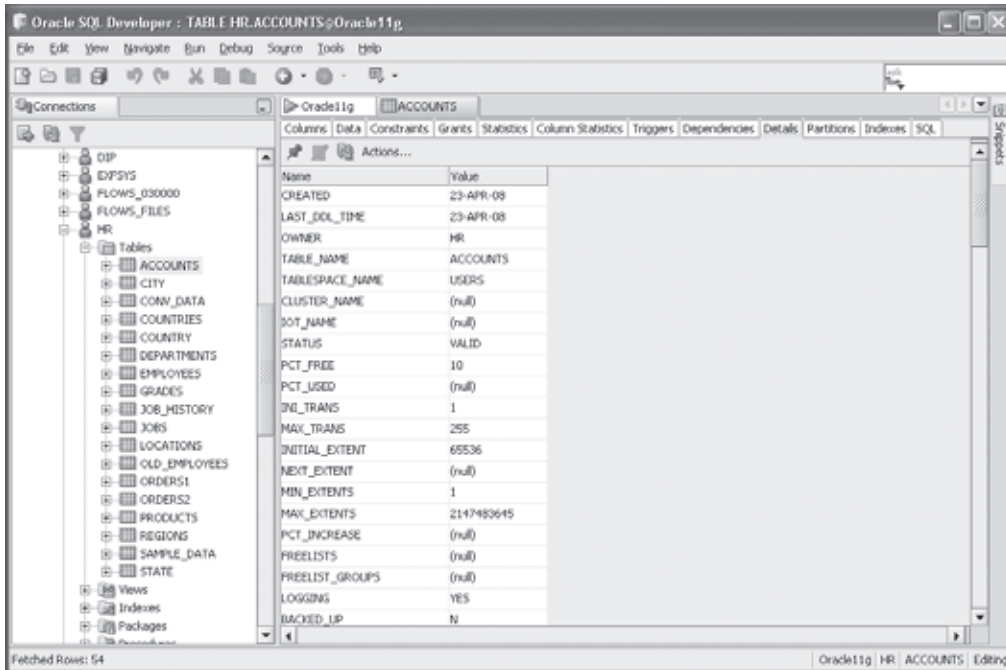 Oracle SQL Developer : TABLE HR.ACCOUNTS@Oracle11g
File Edit View Navigate Run Debug Source Tools Help
Connections
Oracle11g ACCOUNTS
Columns Data Constraints Grants Statistics Column Statistics Triggers Dependencies Details Partitions Indexes SQL
Actions...
Snippets
DIP
EXFSYS
FLOWS_030000
FLOWS_FILES
HR
Tables
ACCOUNTS
CITY
CONV_DATA
COUNTRIES
COUNTRY
DEPARTMENTS
EMPLOYEES
GRADES
JOB_HISTORY
JOBS
LOCATIONS
OLD_EMPLOYEES
ORDERS1
ORDERS2
PRODUCTS
REGIONS
SAMPLE_DATA
STATE
Views
Indexes
Packages
Name Value
CREATED 23-APR-08
LAST_DDL_TIME 23-APR-08
OWNER HR
TABLE_NAME ACCOUNTS
TABLESPACE_NAME USERS
CLUSTER_NAME (null)
IOT_NAME (null)
STATUS VALID
PCT_FREE 10
PCT_USED (null)
INI_TRANS 1
MAX_TRANS 255
INITIAL_EXTENT 65536
NEXT_EXTENT (null)
MIN_EXTENTS 1
MAX_EXTENTS 2147483645
PCT_INCREASE (null)
FREELISTS (null)
FREELIST_GROUPS (null)
LOGGING YES
BACKED_UP N
Fetched Rows: 54
Oracle11g HR ACCOUNTS Editing